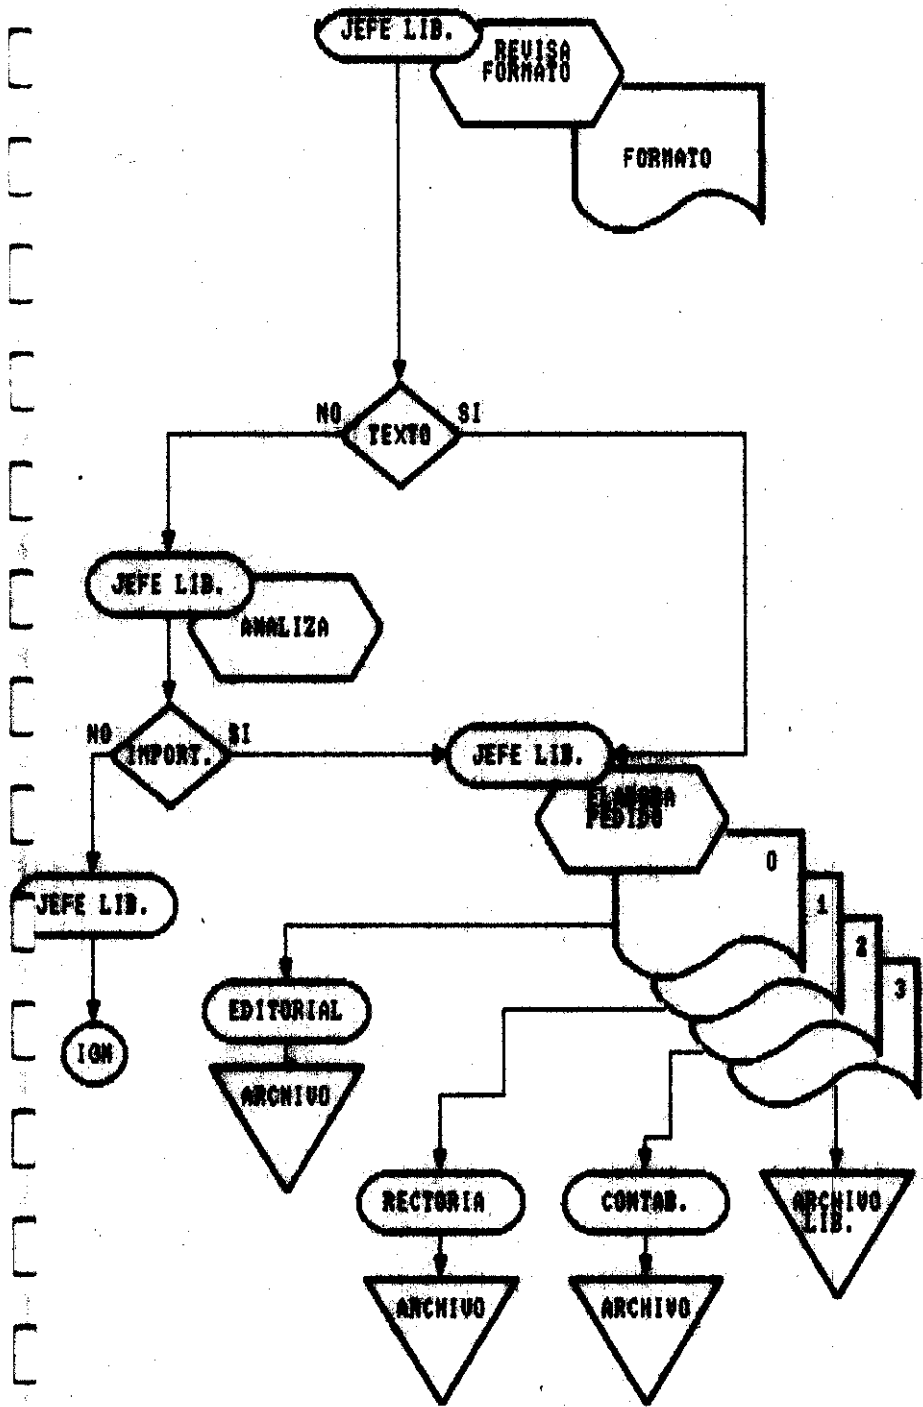 JEFE LIB.
REVISA
FORMATO
FORMATO
NO
SI
TEXTO
JEFE LIB.
ANALIZA
NO
SI
IMPORT.
JEFE LIB.
ELABORA
PEDIDO
0
1
2
3
JEFE LIB.
EDITORIAL
IGN
ARCHIVO
RECTORIA
CONTAB.
ARCHIVO
LIB.
ARCHIVO
ARCHIVO